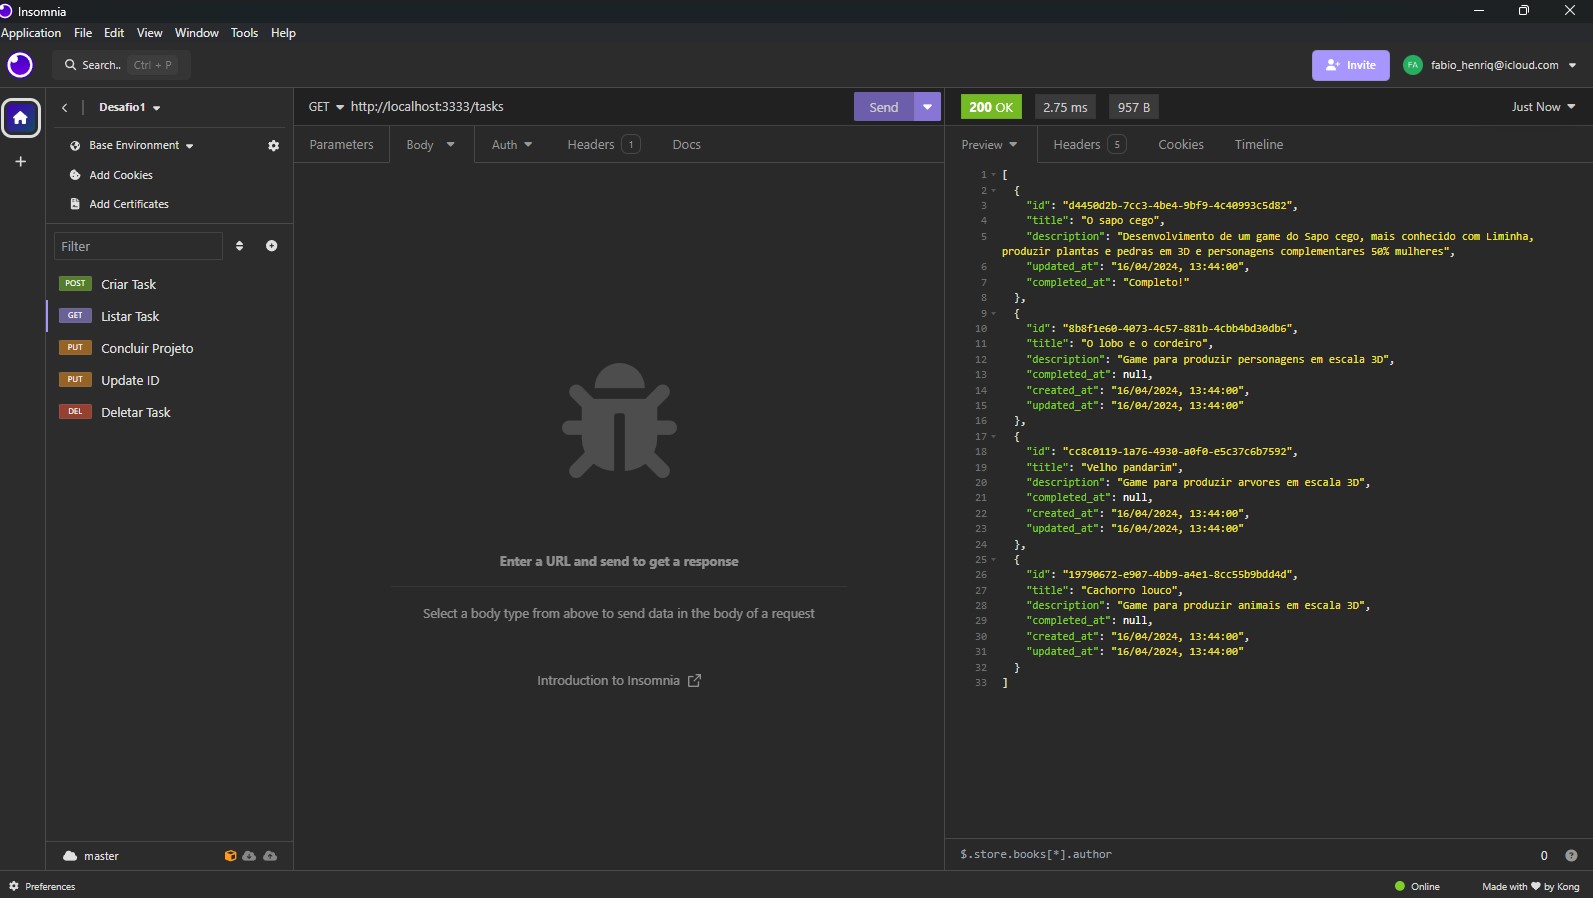 Insomnia
Application File Edit View Window Tools Help
Search.. Ctrl + P
Invite
FA fabio_henriq@icloud.com
Desafio1
GET http://localhost:3333/tasks
Send
200 OK 2.75 ms 957 B
Just Now
Base Environment
Add Cookies
Add Certificates
Filter
POST Criar Task
GET Listar Task
PUT Concluir Projeto
PUT Update ID
DEL Deletar Task
master
Parameters Body Auth Headers 1 Docs
Enter a URL and send to get a response
Select a body type from above to send data in the body of a request
Introduction to Insomnia
Preview Headers 5 Cookies Timeline
1 [
2 {
3 "id": "d4450d2b-7cc3-4be4-9bf9-4c40993c5d82",
4 "title": "O sapo cego",
5 "description": "Desenvolvimento de um game do Sapo cego, mais conhecido com Liminha,
produzir plantas e pedras em 3D e personagens complementares 50% mulheres",
6 "updated_at": "16/04/2024, 13:44:00",
7 "completed_at": "Completo!"
8 },
9 {
10 "id": "8b8f1e60-4073-4c57-881b-4cbb4bd30db6",
11 "title": "O lobo e o cordeiro",
12 "description": "Game para produzir personagens em escala 3D",
13 "completed_at": null,
14 "created_at": "16/04/2024, 13:44:00",
15 "updated_at": "16/04/2024, 13:44:00"
16 },
17 {
18 "id": "cc8c0119-1a76-4930-a0f0-e5c37c6b7592",
19 "title": "Velho pandarim",
20 "description": "Game para produzir arvores em escala 3D",
21 "completed_at": null,
22 "created_at": "16/04/2024, 13:44:00",
23 "updated_at": "16/04/2024, 13:44:00"
24 },
25 {
26 "id": "19790672-e907-4bb9-a4e1-8cc55b9bdd4d",
27 "title": "Cachorro louco",
28 "description": "Game para produzir animais em escala 3D",
29 "completed_at": null,
30 "created_at": "16/04/2024, 13:44:00",
31 "updated_at": "16/04/2024, 13:44:00"
32 }
33 ]
$.store.books[*].author
0
Preferences
Online
Made with ♥ by Kong